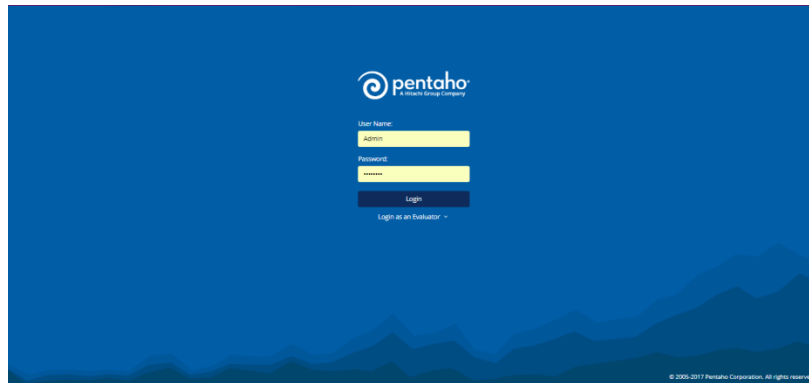 pentaho
A Hitachi Group Company
User Name:
Admin
Password:
••••••••
Login
Login as an Evaluator
© 2005-2017 Pentaho Corporation. All rights reserve